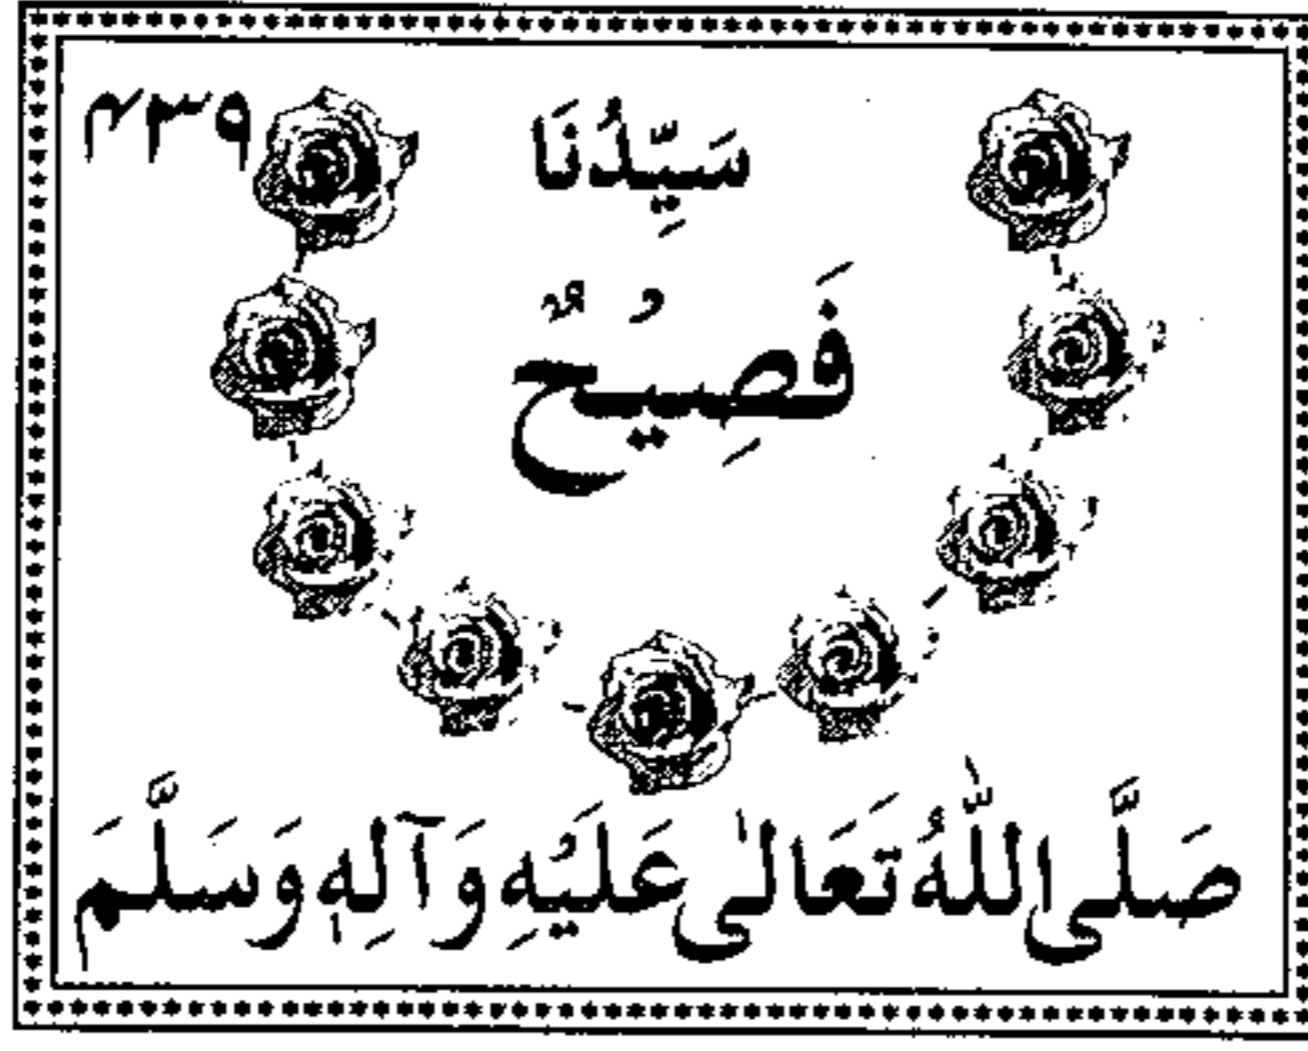 ۴۳۹
سَيِّدُنَا
فَصِيْحٌ
صَلَّى اللّٰهُ تَعَالٰى عَلَيْهِ وَآلِهٖ وَسَلَّمَ